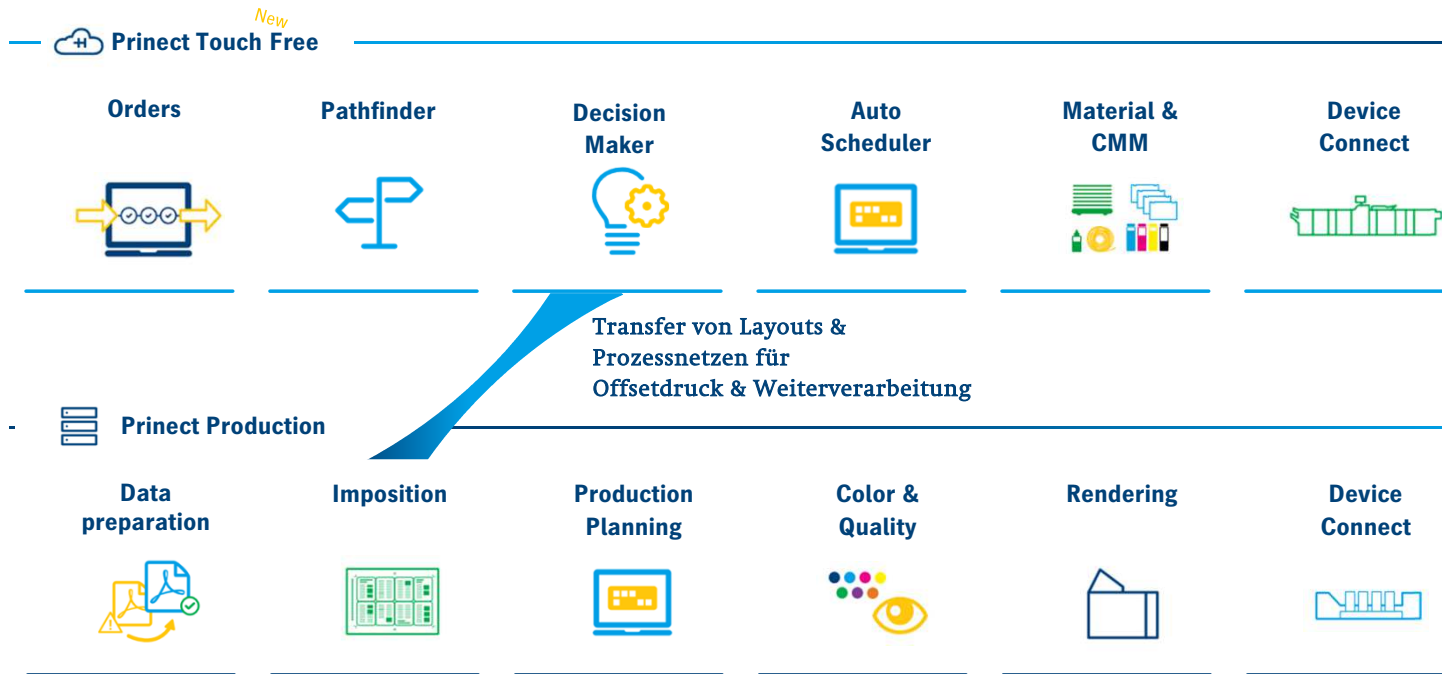 New
Prinect Touch Free
Orders
Pathfinder
Decision
Maker
Auto
Scheduler
Material &
CMM
Device
Connect
Transfer von Layouts &
Prozessnetzen für
Offsetdruck & Weiterverarbeitung
Prinect Production
Data
preparation
Imposition
Production
Planning
Color &
Quality
Rendering
Device
Connect